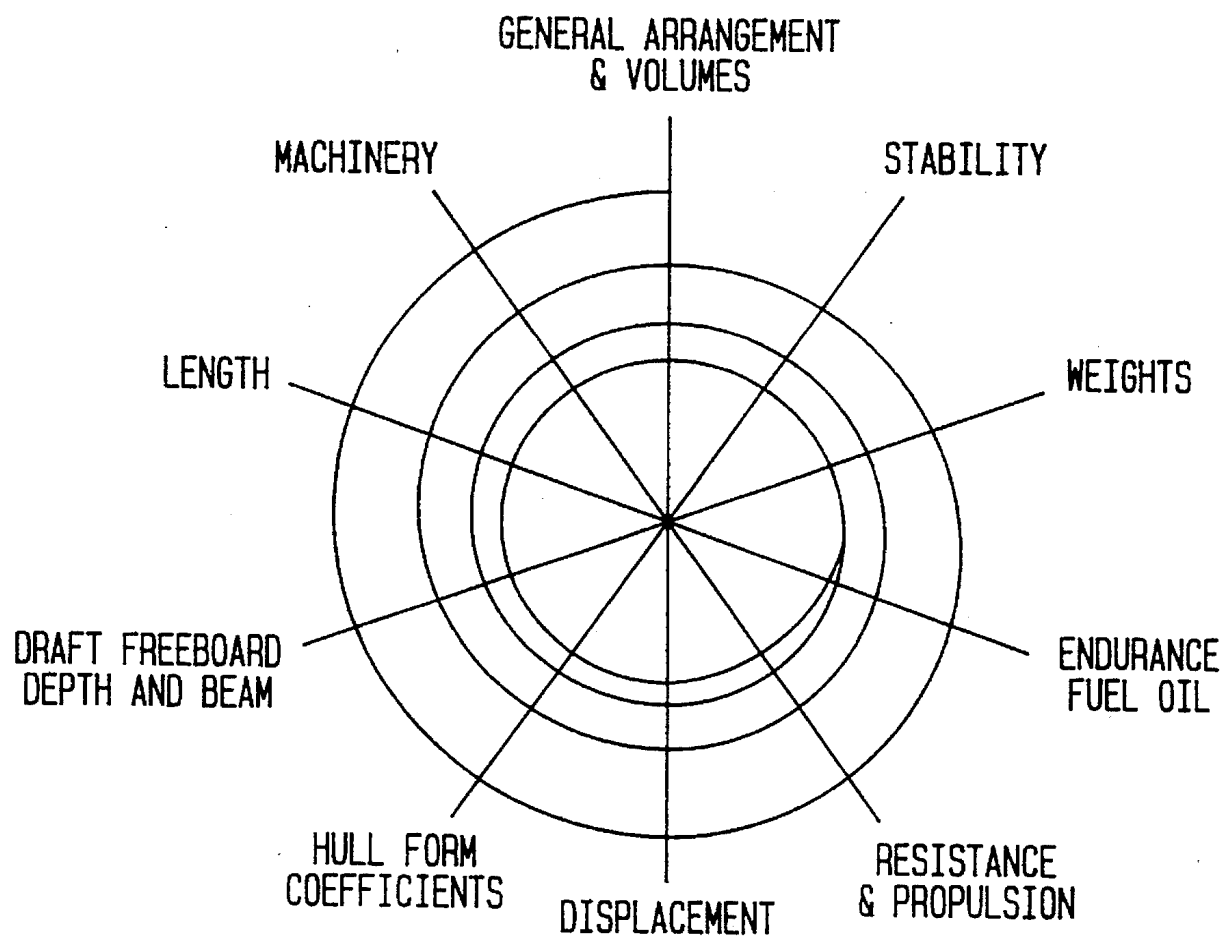 GENERAL ARRANGEMENT
& VOLUMES
MACHINERY
STABILITY
LENGTH
WEIGHTS
DRAFT FREEBOARD
DEPTH AND BEAM
ENDURANCE
FUEL OIL
HULL FORM
COEFFICIENTS
DISPLACEMENT
RESISTANCE
& PROPULSION